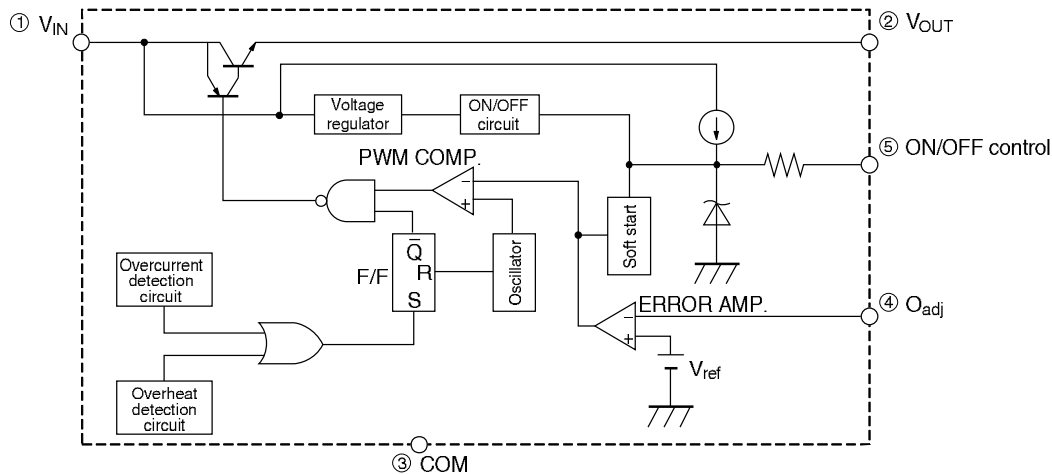 ① VIN
② VOUT
Voltage
regulator
ON/OFF
circuit
⑤ ON/OFF control
PWM COMP.
−
+
Soft start
Oscillator
Q̅
F/F
R
S
Overcurrent
detection
circuit
ERROR AMP.
−
+
④ Oadj
Vref
Overheat
detection
circuit
③ COM